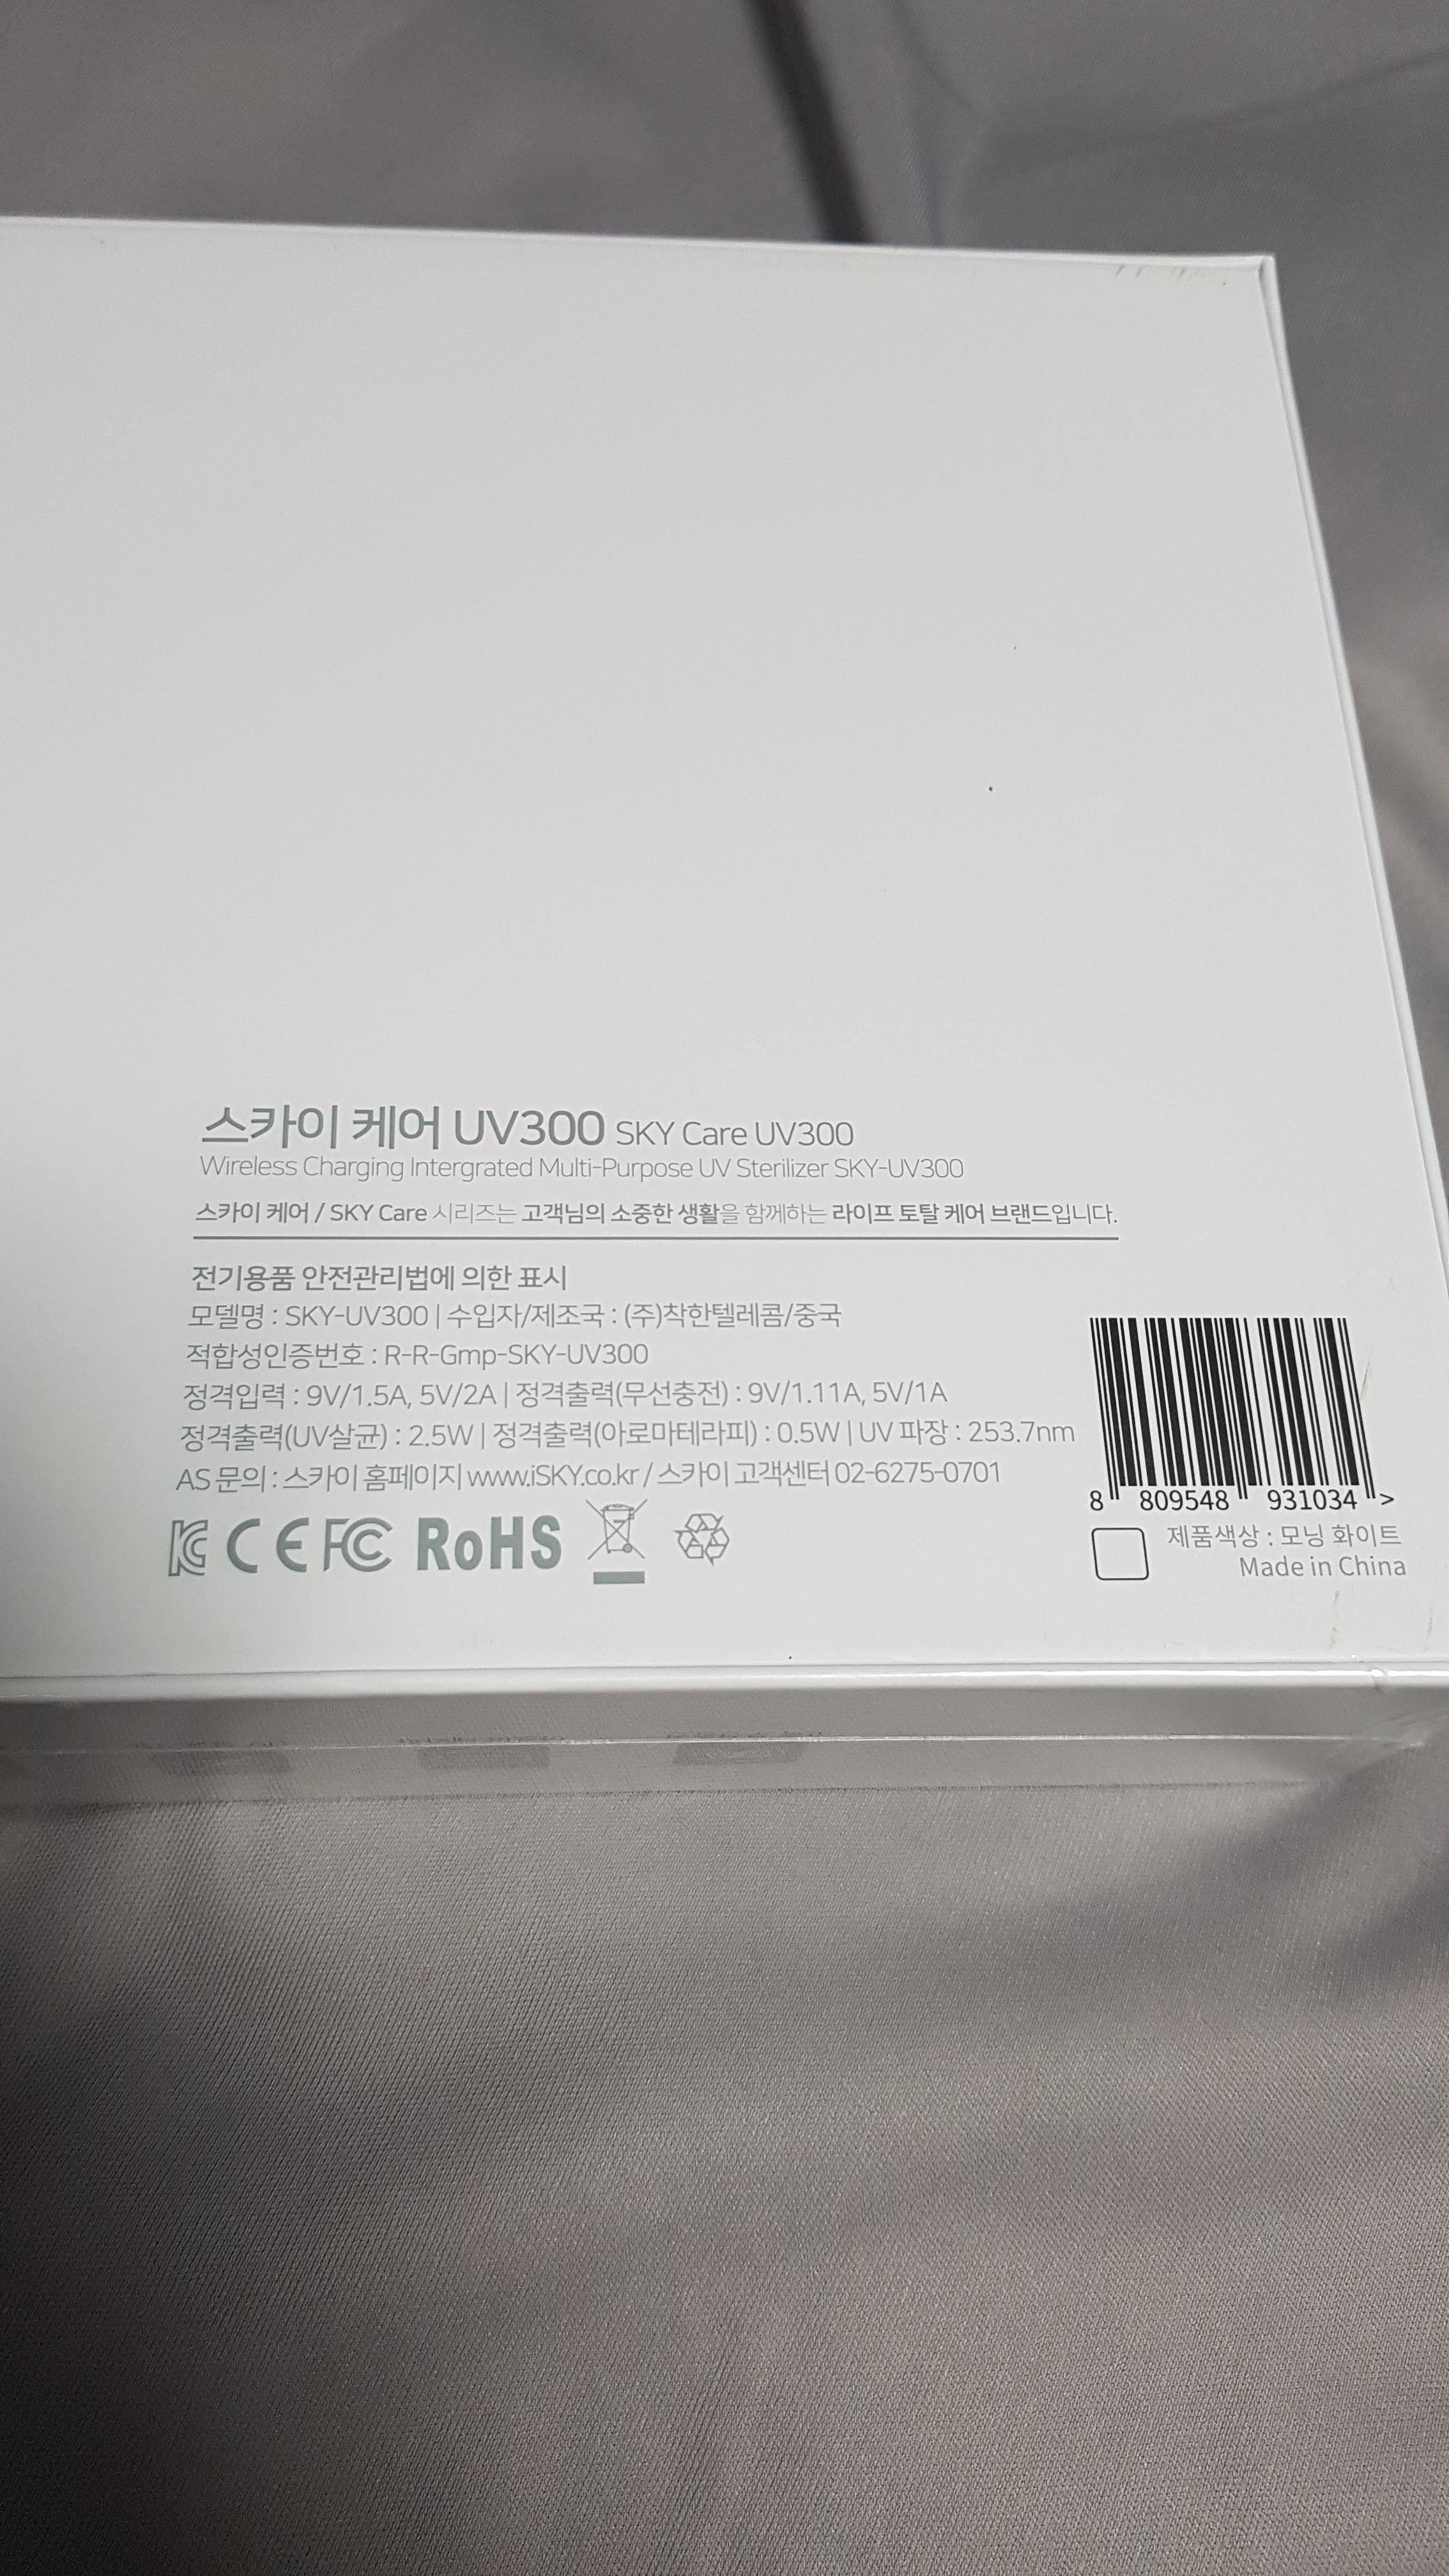 스카이 케어 UV300 SKY Care UV300
Wireless Charging Intergrated Multi-Purpose UV Sterilizer SKY-UV300
스카이 케어 / SKY Care 시리즈는 고객님의 소중한 생활을 함께하는 라이프 토탈 케어 브랜드입니다.
전기용품 안전관리법에 의한 표시
모델명 : SKY-UV300 | 수입자/제조국 : (주)착한텔레콤/중국
적합성인증번호 : R-R-Gmp-SKY-UV300
정격입력 : 9V/1.5A, 5V/2A | 정격출력(무선충전) : 9V/1.11A, 5V/1A
정격출력(UV살균) : 2.5W | 정격출력(아로마테라피) : 0.5W | UV 파장 : 253.7nm
AS 문의 : 스카이 홈페이지 www.iSKY.co.kr / 스카이 고객센터 02-6275-0701
KC CE FC RoHS
8 809548 931034 >
제품색상 : 모닝 화이트
Made in China